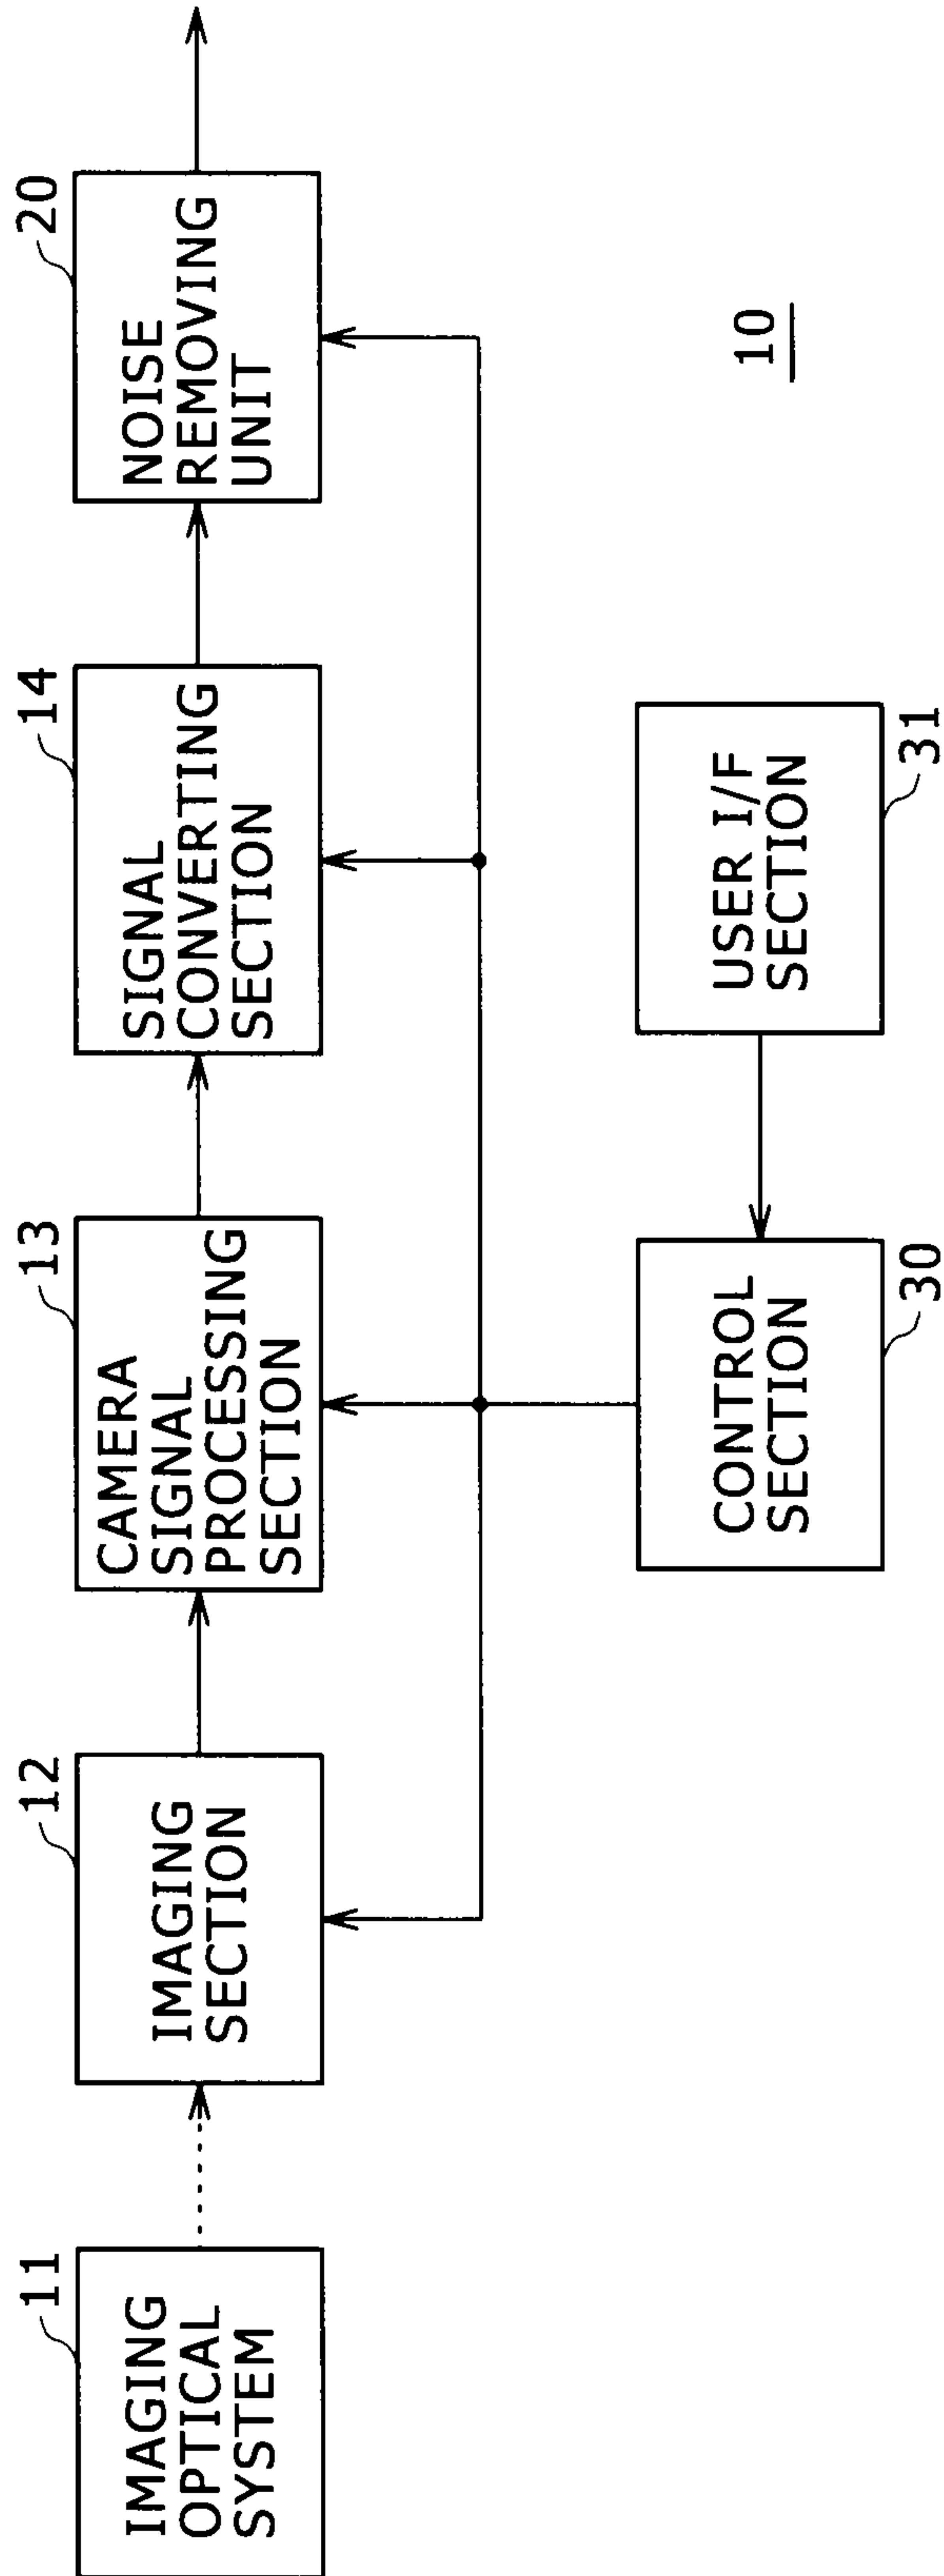 11
IMAGING
OPTICAL
SYSTEM
12
IMAGING
SECTION
13
CAMERA
SIGNAL
PROCESSING
SECTION
14
SIGNAL
CONVERTING
SECTION
20
NOISE
REMOVING
UNIT
CONTROL
SECTION
30
USER I/F
SECTION
31
10